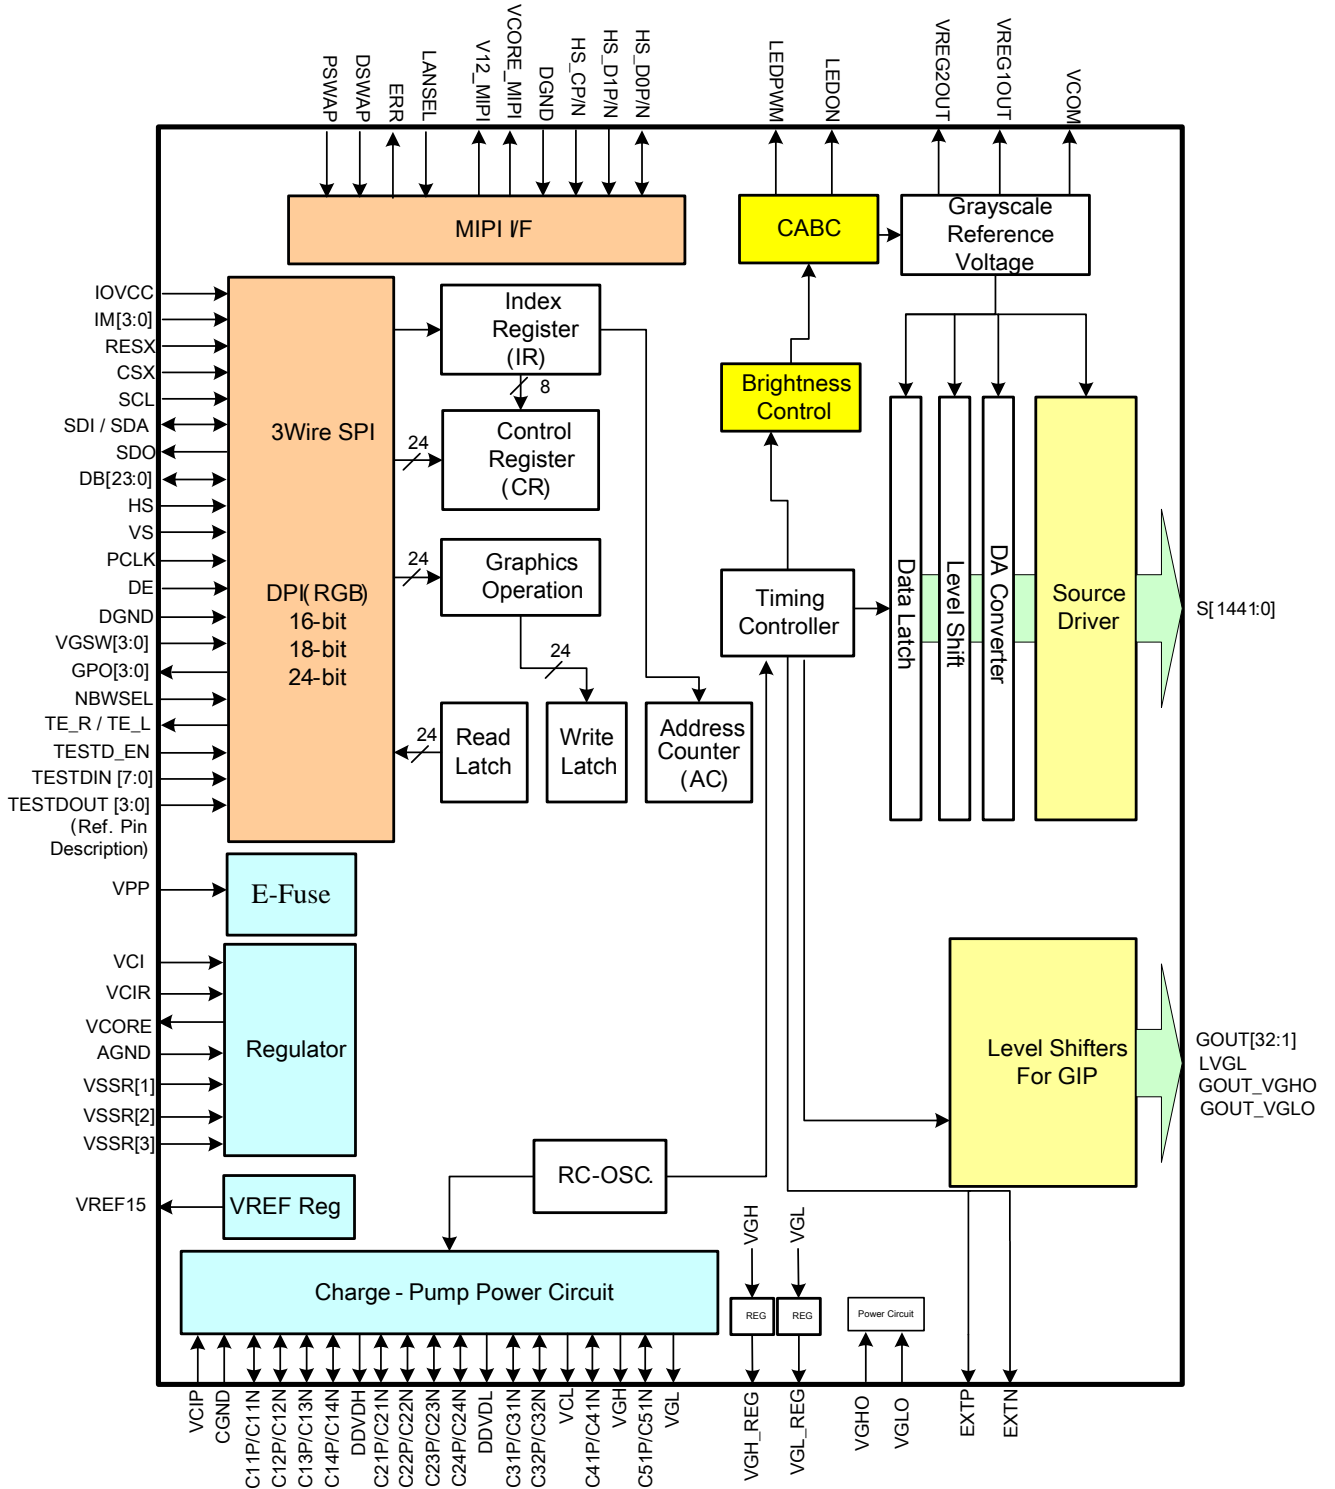 PSWAP
DSWAP
ERR
LANSEL
V12_MIPI
VCORE_MIPI
DGND
HS_CP/N
HS_D1P/N
HS_D0P/N
LEDPWM
LEDON
VREG2OUT
VREG1OUT
VCOM
MIPI I/F
CABC
Grayscale
Reference
Voltage
IOVCC
IM[3:0]
RESX
CSX
SCL
SDI / SDA
SDO
DB[23:0]
HS
VS
PCLK
DE
DGND
VGSW[3:0]
GPO[3:0]
NBWSEL
TE_R / TE_L
TESTD_EN
TESTDIN [7:0]
TESTDOUT [3:0]
(Ref. Pin
Description)
3Wire SPI
DPI(RGB)
16-bit
18-bit
24-bit
Index
Register
(IR)
8
24
Control
Register
(CR)
24
Graphics
Operation
24
24
Read
Latch
Write
Latch
Address
Counter
(AC)
Brightness
Control
Timing
Controller
Data Latch
Level Shift
DA Converter
Source
Driver
S[1441:0]
VPP
E-Fuse
VCI
VCIR
VCORE
AGND
VSSR[1]
VSSR[2]
VSSR[3]
Regulator
Level Shifters
For GIP
GOUT[32:1]
LVGL
GOUT_VGHO
GOUT_VGLO
VREF15
VREF Reg
RC-OSC.
Charge - Pump Power Circuit
VGH
VGL
REG
REG
Power Circuit
VCIP
CGND
C11P/C11N
C12P/C12N
C13P/C13N
C14P/C14N
DDVDH
C21P/C21N
C22P/C22N
C23P/C23N
C24P/C24N
DDVDL
C31P/C31N
C32P/C32N
VCL
C41P/C41N
VGH
C51P/C51N
VGL
VGH_REG
VGL_REG
VGHO
VGLO
EXTP
EXTN